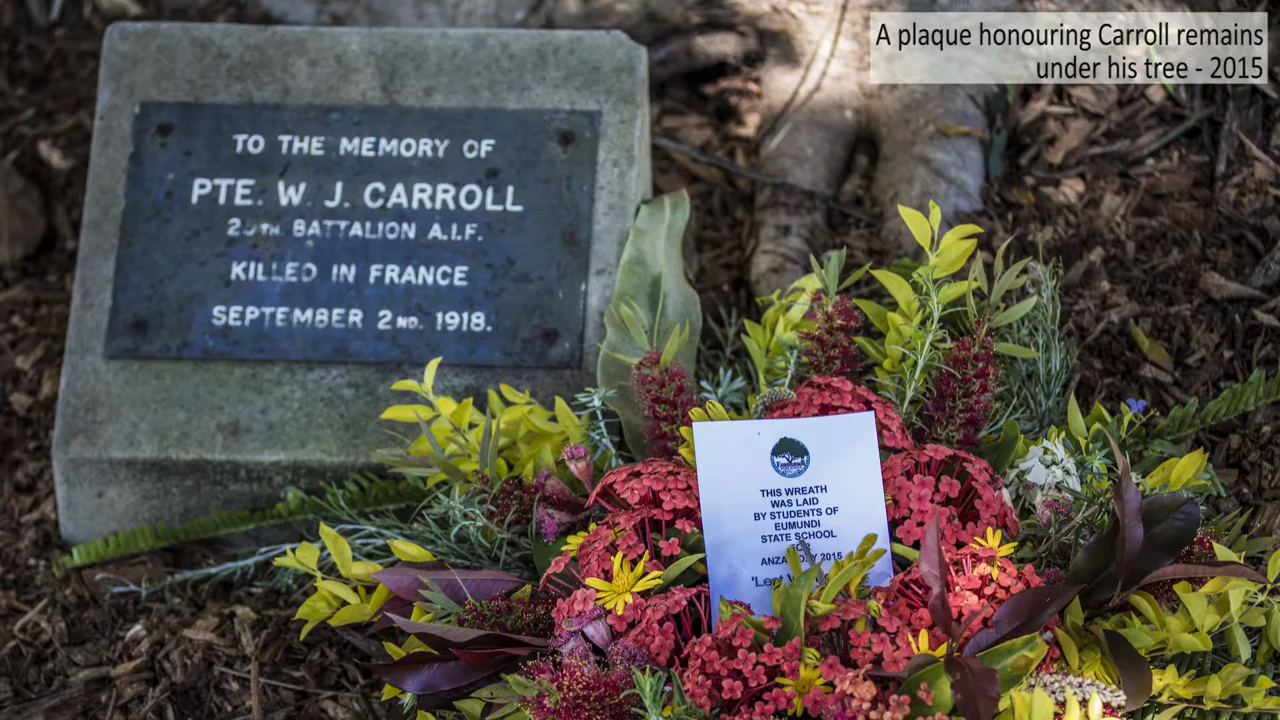 A plaque honouring Carroll remains
under his tree - 2015
TO THE MEMORY OF
PTE. W. J. CARROLL
BATTALION A.I.F.
KILLED IN FRANCE
SEPTEMBER 2ND. 1918.
THIS WREATH
WAS LAID
BY STUDENTS OF
EUMUNDI
STATE SCHOOL
2015